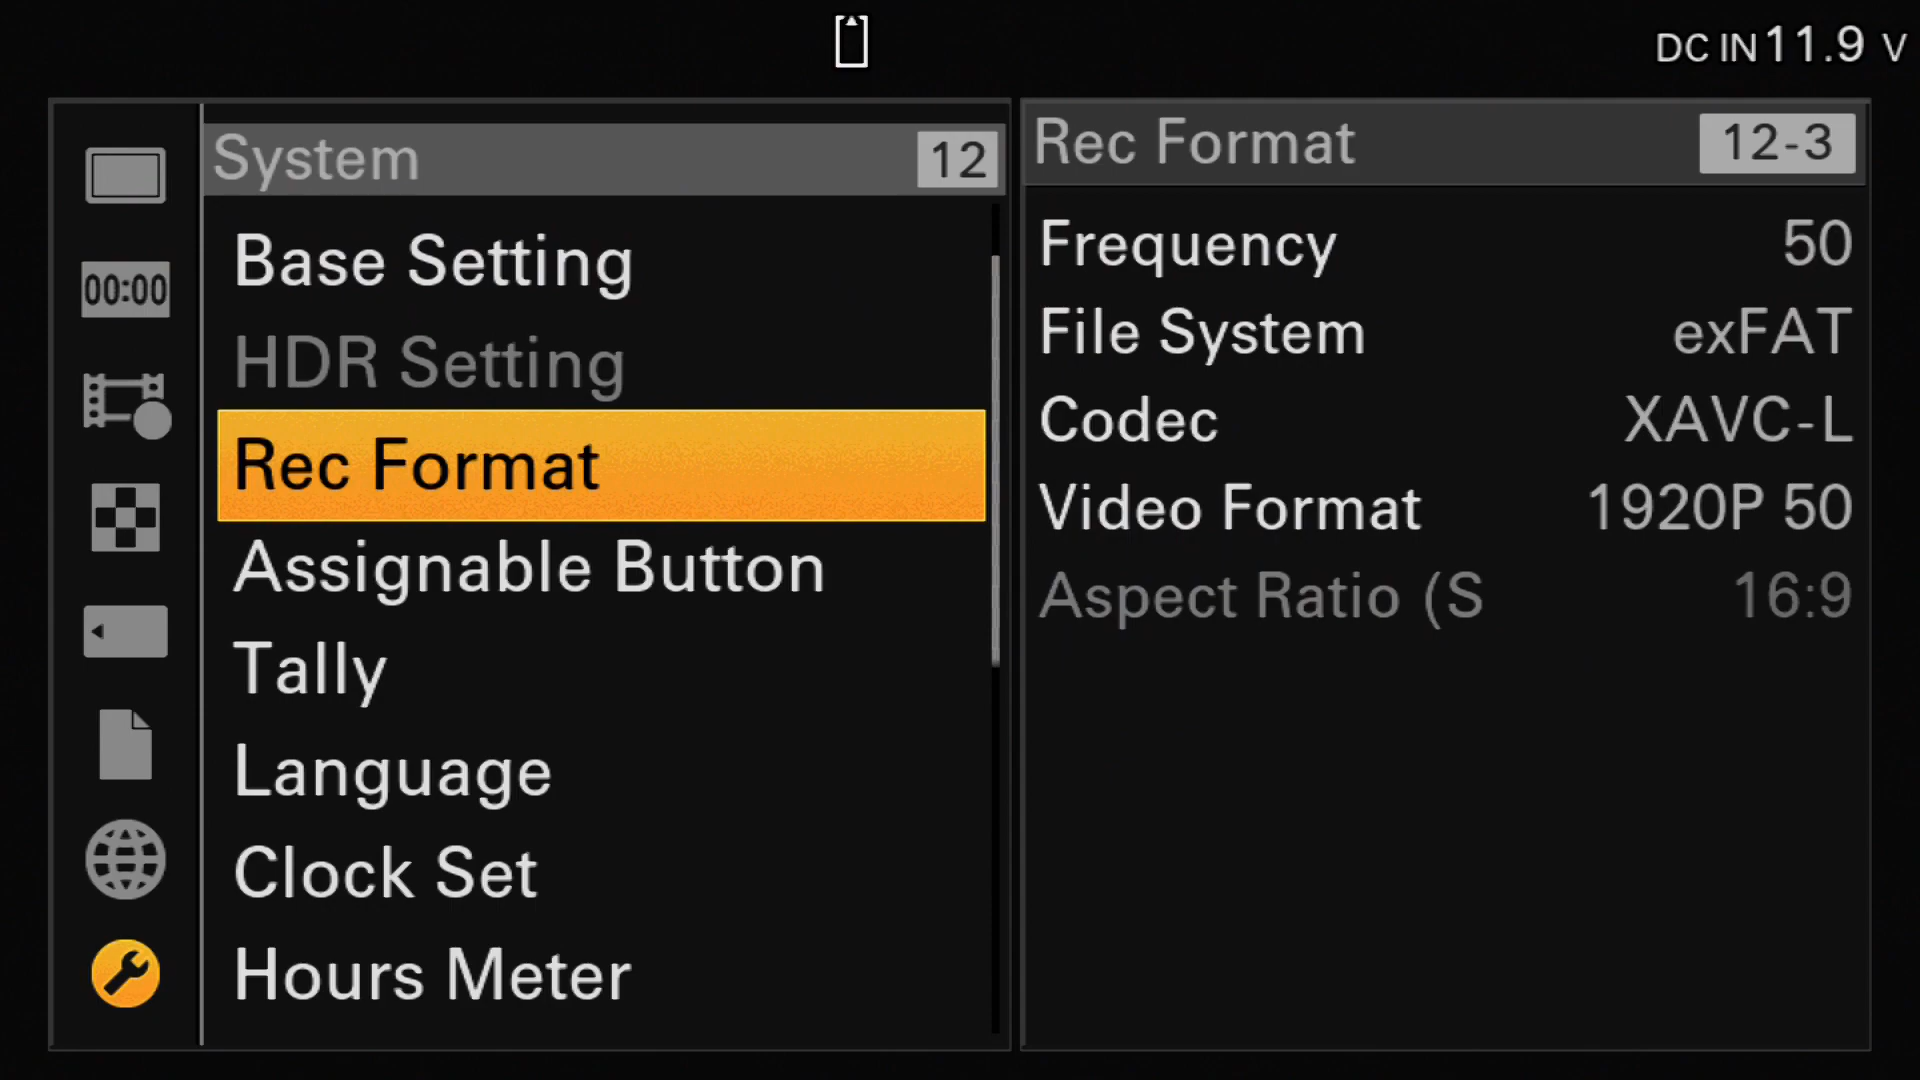 DC IN 11.9 V
System 12
Base Setting
HDR Setting
Rec Format
Assignable Button
Tally
Language
Clock Set
Hours Meter
00:00
Rec Format 12-3
Frequency 50
File System exFAT
Codec XAVC-L
Video Format 1920P 50
Aspect Ratio (S 16:9